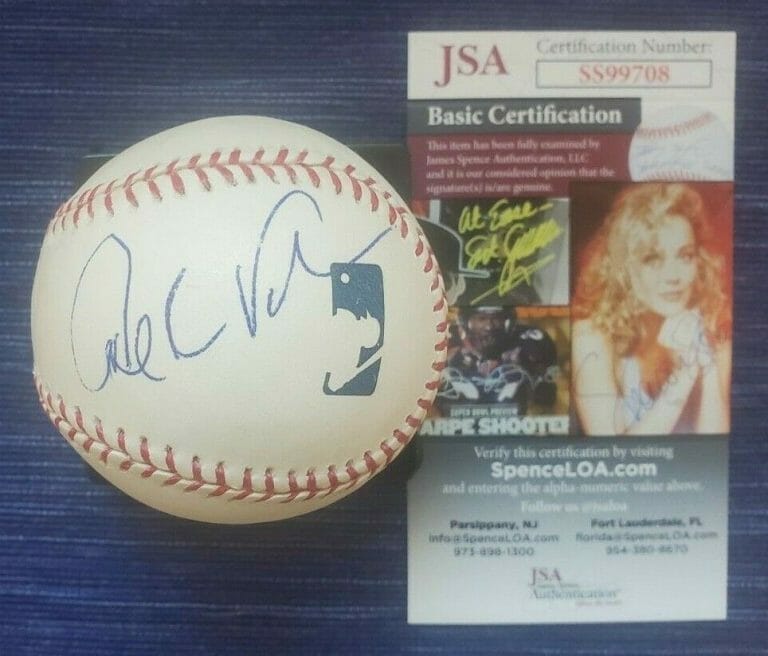 JSA
Certification Number:
SS99708
Basic Certification
This item has been fully examined by
James Spence Authentication, LLC
and it is our considered opinion that the
signature(s) is/are genuine.
At Ease
SUPER BOWL PREVIEW
ARPE SHOOTER
Verify this certification by visiting
SpenceLOA.com
and entering the alpha-numeric value above.
Follow us @jsaloa
Parsippany, NJ
info@SpenceLOA.com
973-898-1300
Fort Lauderdale, FL
florida@SpenceLOA.com
954-380-8670
JSA
Authentication